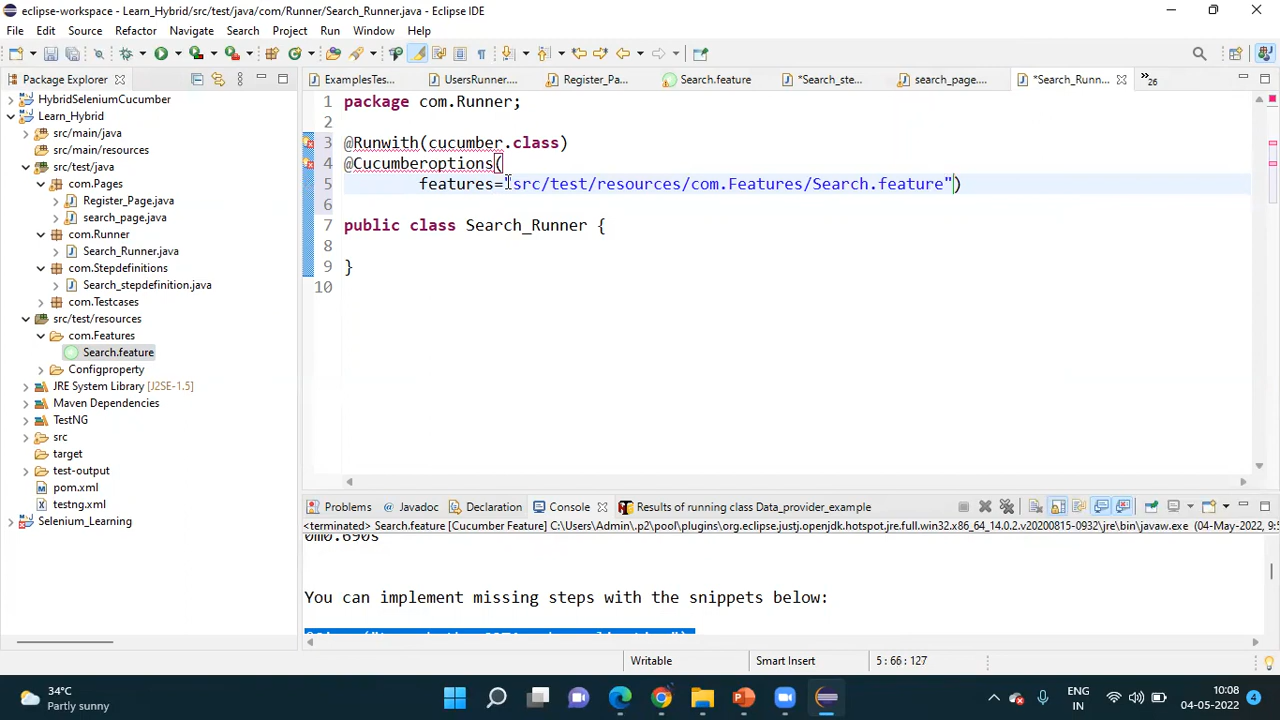 eclipse-workspace - Learn_Hybrid/src/test/java/com/Runner/Search_Runner.java - Eclipse IDE
File Edit Source Refactor Navigate Search Project Run Window Help
Package Explorer
ExamplesTes... UsersRunner.... Register_Pa... Search.feature *Search_ste... search_page.... *Search_Runn... 26
HybridSeleniumCucumber
Learn_Hybrid
src/main/java
src/main/resources
src/test/java
com.Pages
Register_Page.java
search_page.java
com.Runner
Search_Runner.java
com.Stepdefinitions
Search_stepdefinition.java
com.Testcases
src/test/resources
com.Features
Search.feature
Configproperty
JRE System Library [J2SE-1.5]
Maven Dependencies
TestNG
src
target
test-output
pom.xml
testng.xml
Selenium_Learning
1 package com.Runner;
2
3 @Runwith(cucumber.class)
4 @Cucumberoptions(
5 features="src/test/resources/com.Features/Search.feature")
6
7 public class Search_Runner {
8
9 }
10
Problems Javadoc Declaration Console Results of running class Data_provider_example
<terminated> Search.feature [Cucumber Feature] C:\Users\Admin\.p2\pool\plugins\org.eclipse.justj.openjdk.hotspot.jre.full.win32.x86_64_14.0.2.v20200815-0932\jre\bin\javaw.exe (04-May-2022, 5
0m0.690s
You can implement missing steps with the snippets below:
Writable Smart Insert 5 : 66 : 127
34°C
Partly sunny
ENG
IN
10:08
04-05-2022
4